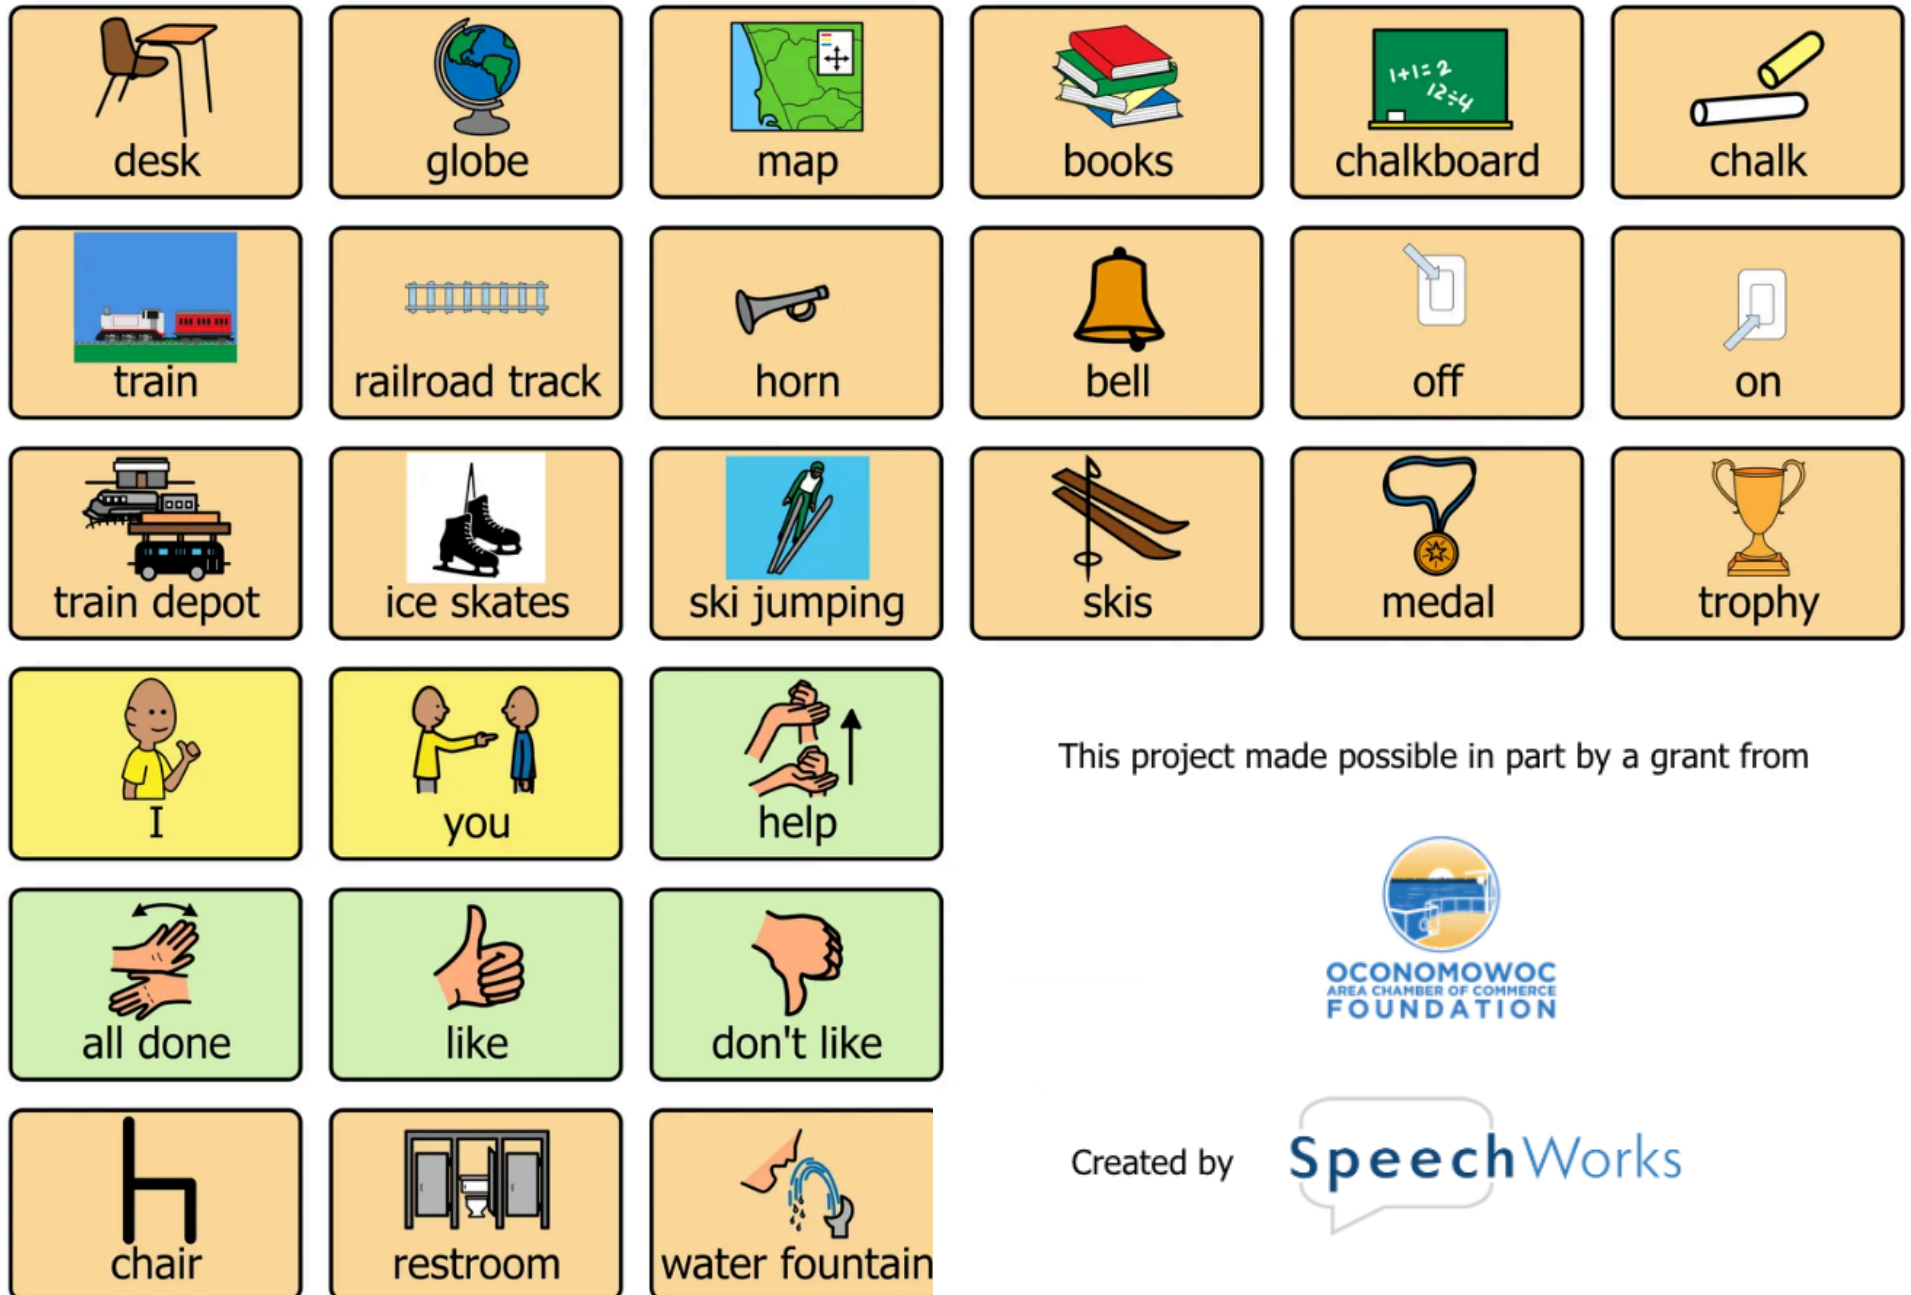 desk
globe
map
books
1+1=2
12÷4
chalkboard
chalk
train
railroad track
horn
bell
off
on
train depot
ice skates
ski jumping
skis
medal
trophy
I
you
help
This project made possible in part by a grant from
OCONOMOWOC
AREA CHAMBER OF COMMERCE
FOUNDATION
all done
like
don't like
chair
restroom
water fountain
Created by
SpeechWorks